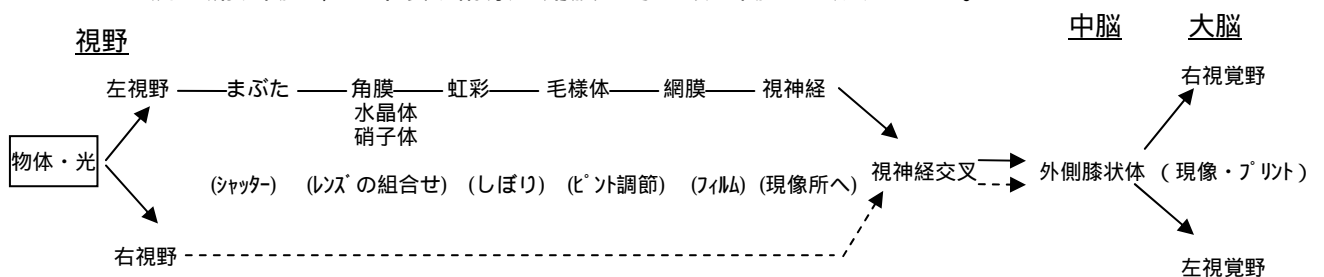 視野
中脳
大脳
左視野
まぶた
角膜
水晶体
硝子体
虹彩
毛様体
網膜
視神経
右視覚野
物体・光
(シャッター)
(レンズの組合せ)
(しぼり)
(ピント調節)
(フィルム)
(現像所へ)
視神経交叉
外側膝状体
(現像・プリント)
右視野
左視覚野